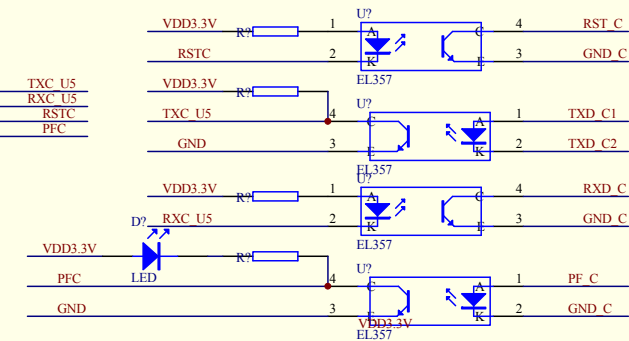 U?
VDD3.3V R? 1 A C 4 RST_C
RSTC 2 K E 3 GND_C
EL357
TXC_U5 VDD3.3V R?
RXC_U5 U?
RSTC TXC_U5 4 C A 1 TXD_C1
PFC
GND 3 E K 2 TXD_C2
EL357
U?
VDD3.3V R? 1 A C 4 RXD_C
D? RXC_U5 2 K E 3 GND_C
EL357
VDD3.3V R?
LED U?
PFC 4 C A 1 PF_C
GND 3 E K 2 GND_C
VDD3.3V
EL357